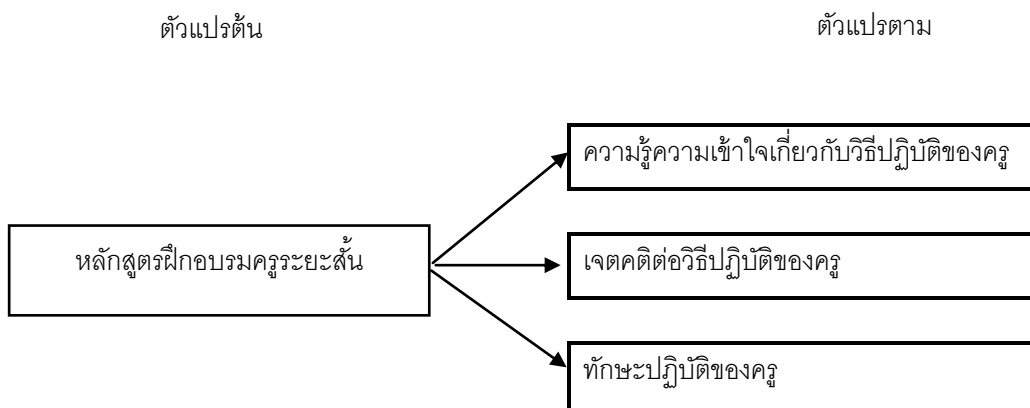 ตัวแปรต้น
ตัวแปรตาม
ความรู้ความเข้าใจเกี่ยวกับวิธีปฏิบัติของครู
หลักสูตรฝึกอบรมครูระยะสั้น
เจตคติต่อวิธีปฏิบัติของครู
ทักษะปฏิบัติของครู